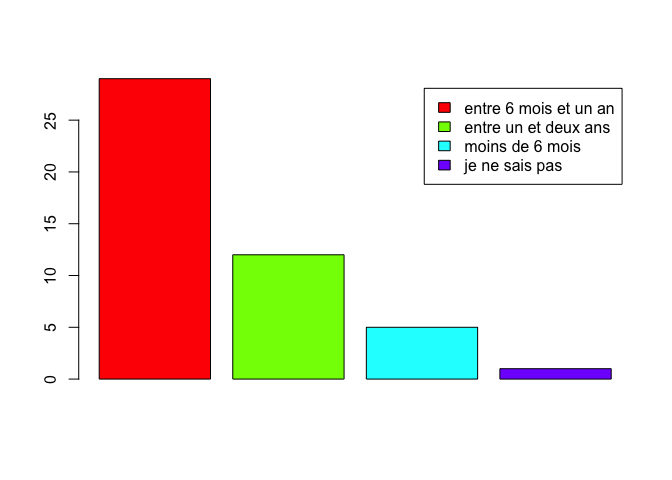 entre 6 mois et un an
entre un et deux ans
moins de 6 mois
je ne sais pas
25
20
15
10
5
0